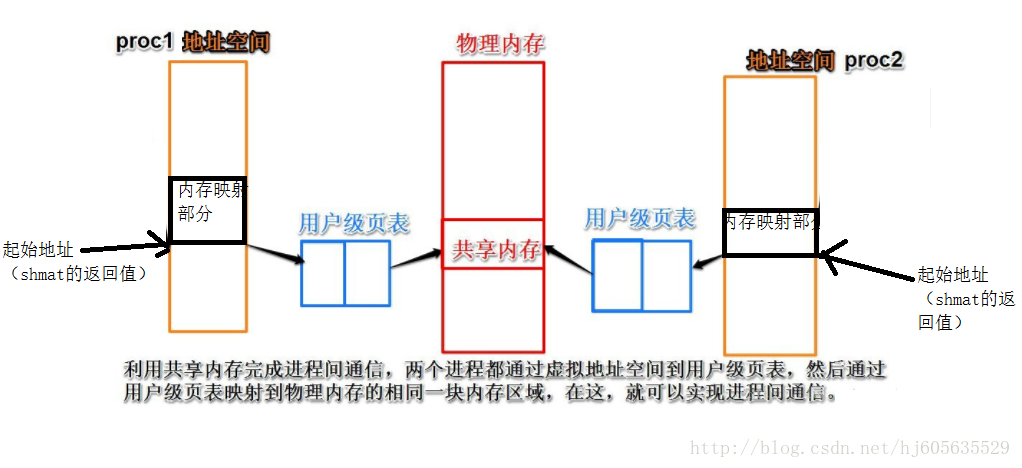 proc1 地址空间
物理内存
地址空间 proc2
内存映射
部分
用户级页表
用户级页表
内存映射部分
共享内存
起始地址
（shmat的返回值）
起始地址
（shmat的返
回值）
利用共享内存完成进程间通信，两个进程都通过虚拟地址空间到用户级页表，然后通过
用户级页表映射到物理内存的相同一块内存区域，在这，就可以实现进程间通信。
http://blog.csdn.net/hj605635529